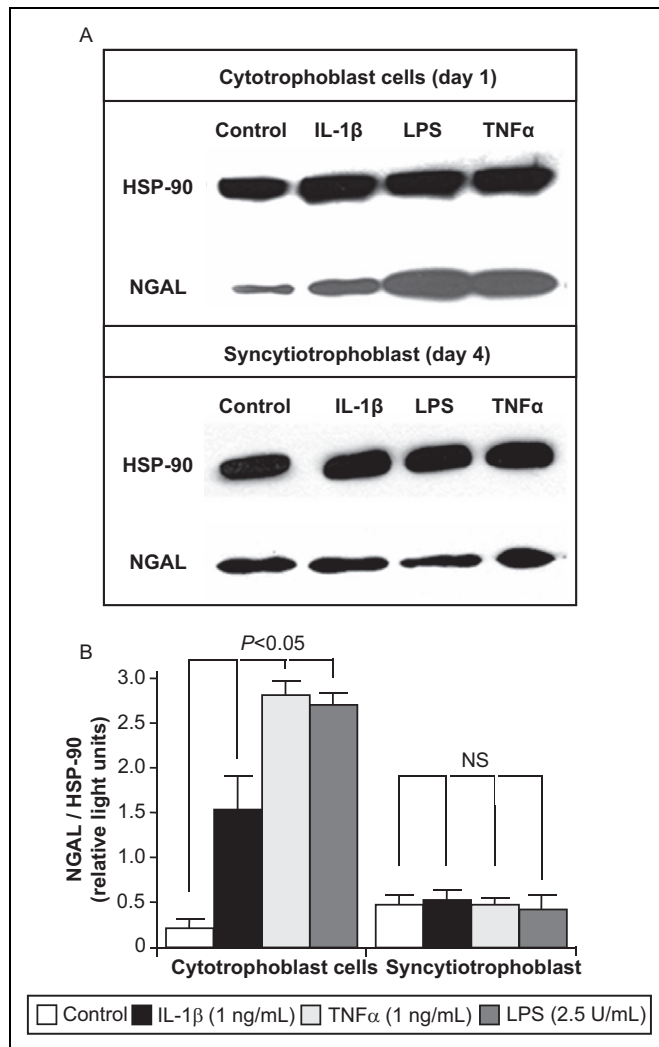 A
Cytotrophoblast cells (day 1)
Control IL-1β LPS TNFα
HSP-90
NGAL
Syncytiotrophoblast (day 4)
Control IL-1β LPS TNFα
HSP-90
NGAL
B
P<0.05
NS
NGAL / HSP-90
(relative light units)
3.0
2.5
2.0
1.5
1.0
0.5
0
Cytotrophoblast cells Syncytiotrophoblast
Control IL-1β (1 ng/mL) TNFα (1 ng/mL) LPS (2.5 U/mL)